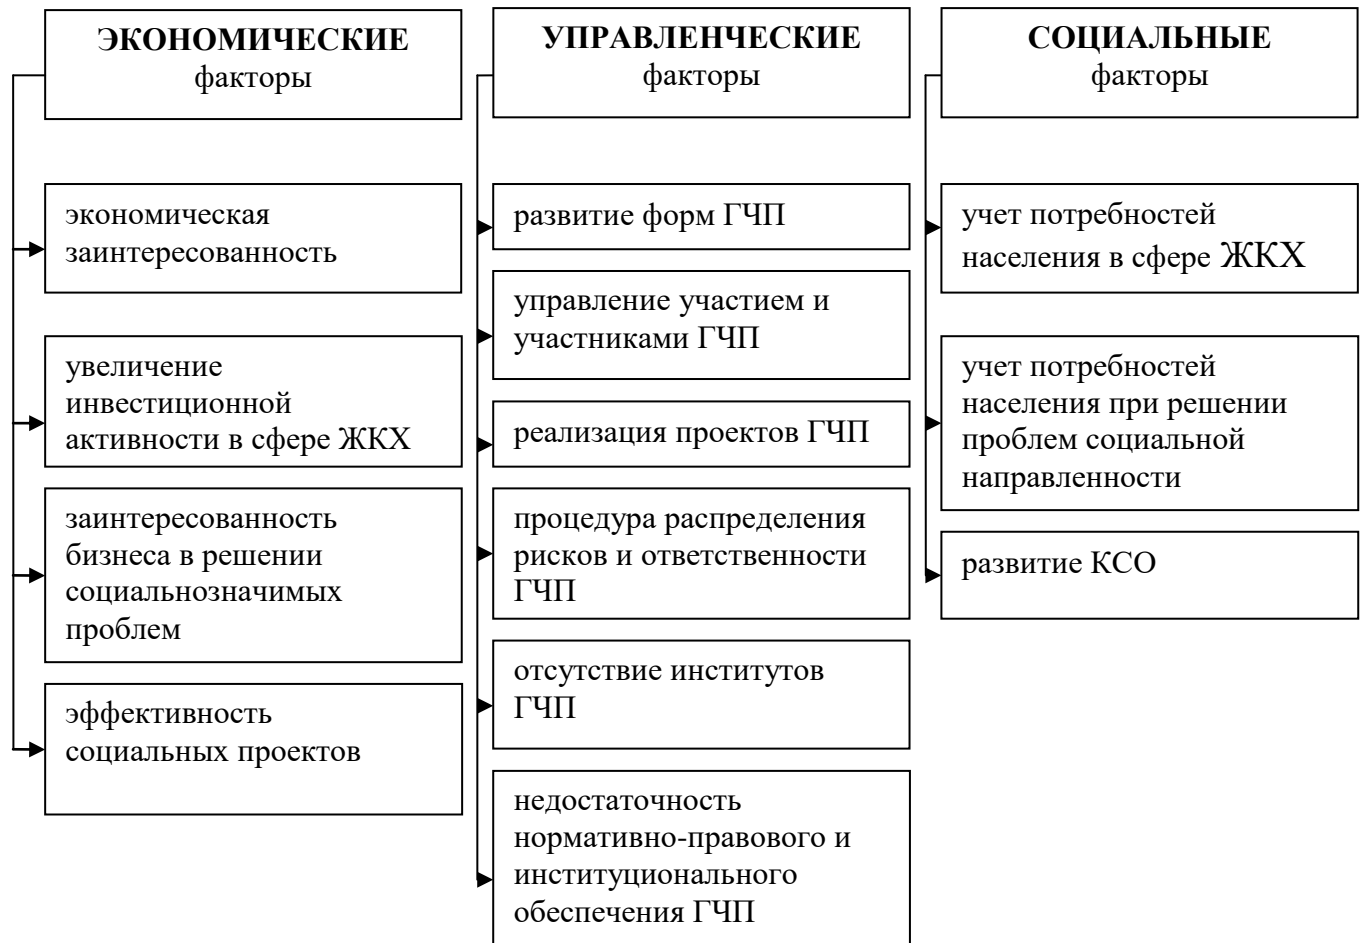 ЭКОНОМИЧЕСКИЕ
факторы
экономическая
заинтересованность
увеличение
инвестиционной
активности в сфере ЖКХ
заинтересованность
бизнеса в решении
социальнозначимых
проблем
эффективность
социальных проектов
УПРАВЛЕНЧЕСКИЕ
факторы
развитие форм ГЧП
управление участием и
участниками ГЧП
реализация проектов ГЧП
процедура распределения
рисков и ответственности
ГЧП
отсутствие институтов
ГЧП
недостаточность
нормативно-правового и
институционального
обеспечения ГЧП
СОЦИАЛЬНЫЕ
факторы
учет потребностей
населения в сфере ЖКХ
учет потребностей
населения при решении
проблем социальной
направленности
развитие КСО